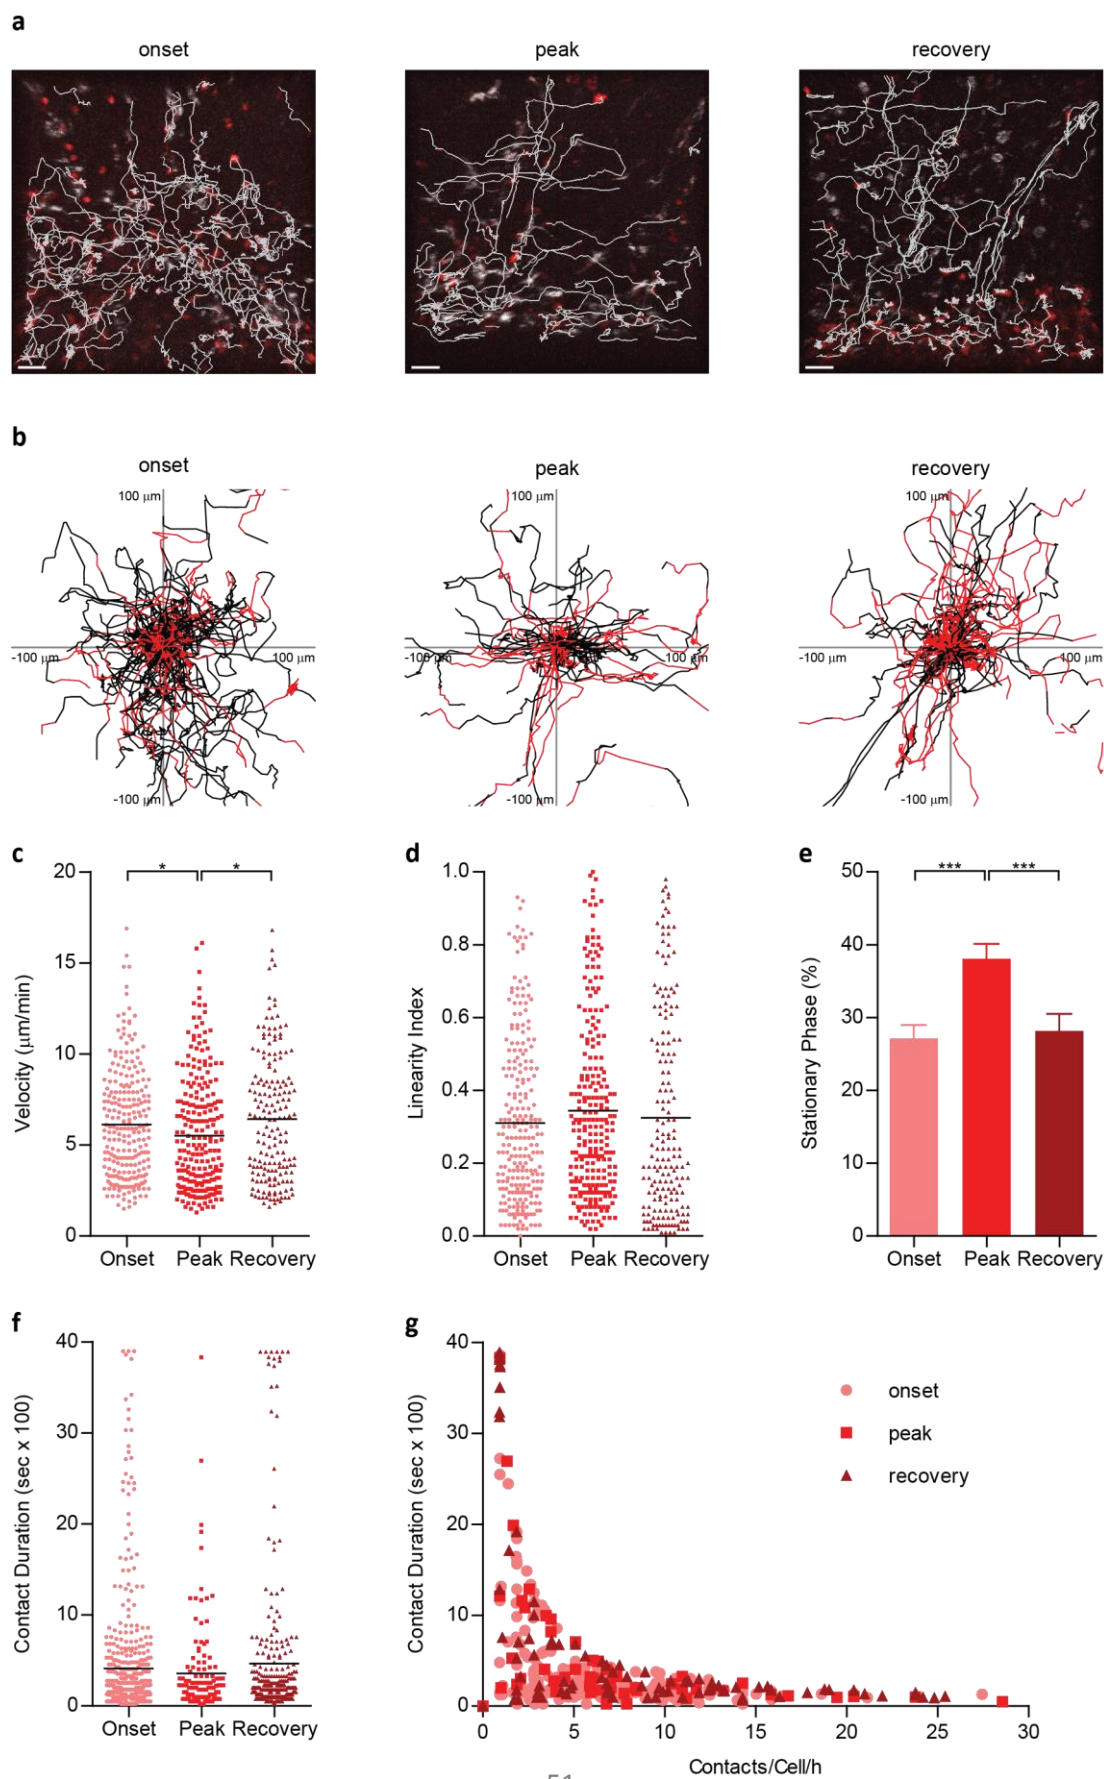 a
onset peak recovery
b
onset peak recovery
100 µm 100 µm 100 µm
-100 µm 100 µm -100 µm 100 µm -100 µm 100 µm
-100 µm -100 µm -100 µm
c d e
* * *** ***
20 1.0 50
15 0.8 40
10 0.6 30
5 0.4 20
0.2 10
0 0.0 0
Velocity (µm/min)
Linearity Index
Stationary Phase (%)
Onset Peak Recovery Onset Peak Recovery Onset Peak Recovery
f g
40 40
30 30
20 20
10 10
0 0
Contact Duration (sec x 100)
Contact Duration (sec x 100)
onset
peak
recovery
Onset Peak Recovery 0 5 10 15 20 25 30
Contacts/Cell/h